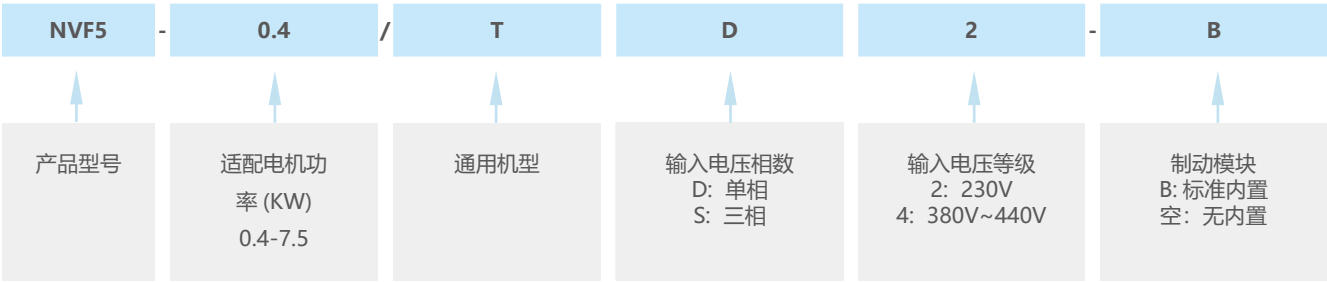 NVF5 - 0.4 / T D 2 - B
产品型号
适配电机功
率 (KW)
0.4-7.5
通用机型
输入电压相数
D: 单相
S: 三相
输入电压等级
2: 230V
4: 380V~440V
制动模块
B: 标准内置
空：无内置